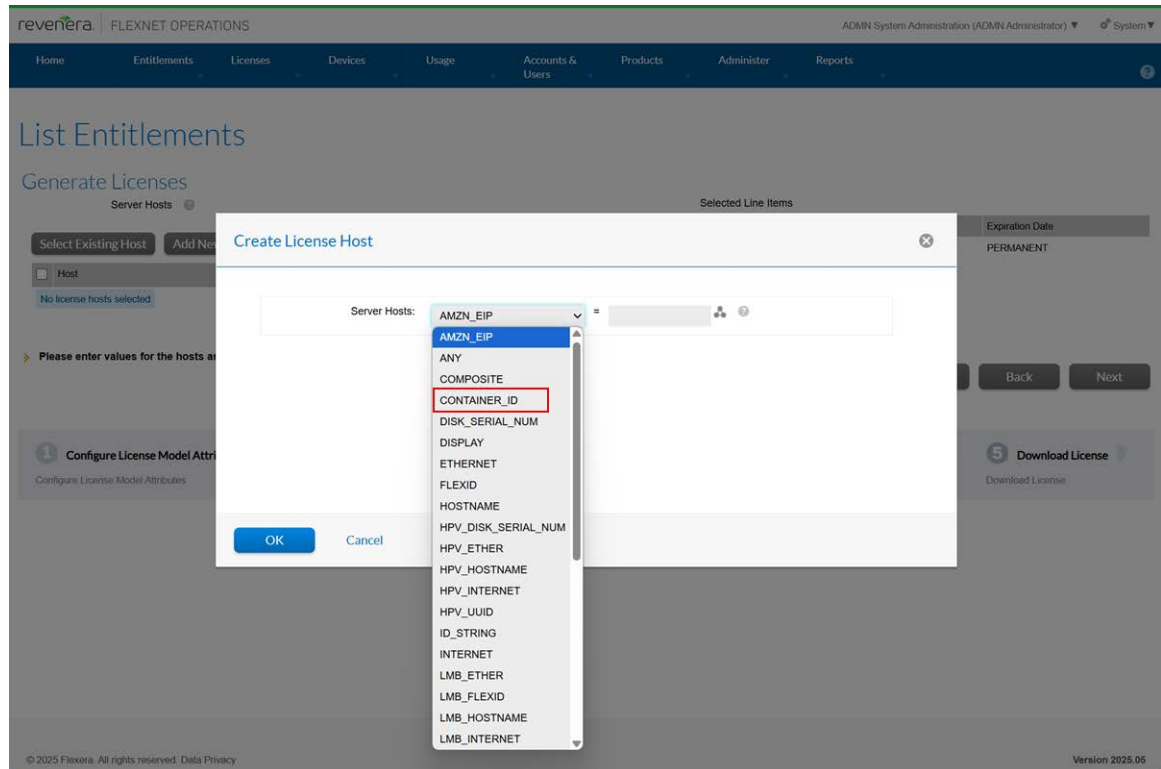 revenera. FLEXNET OPERATIONS
ADMN System Administration (ADMN Administrator) ▼ System ▼
Home Entitlements Licenses Devices Usage Accounts & Users Products Administer Reports
List Entitlements
Generate Licenses
Server Hosts
Selected Line Items
Select Existing Host Add Ne
Expiration Date
PERMANENT
Host
No license hosts selected
Create License Host
Server Hosts: AMZN_EIP =
AMZN_EIP
ANY
COMPOSITE
CONTAINER_ID
DISK_SERIAL_NUM
DISPLAY
ETHERNET
FLEXID
HOSTNAME
HPV_DISK_SERIAL_NUM
HPV_ETHER
HPV_HOSTNAME
HPV_INTERNET
HPV_UUID
ID_STRING
INTERNET
LMB_ETHER
LMB_FLEXID
LMB_HOSTNAME
LMB_INTERNET
OK Cancel
Please enter values for the hosts a
Back Next
1 Configure License Model Attri
Configure License Model Attributes
5 Download License
Download License
© 2025 Flexera. All rights reserved. Data Privacy
Version 2025.05